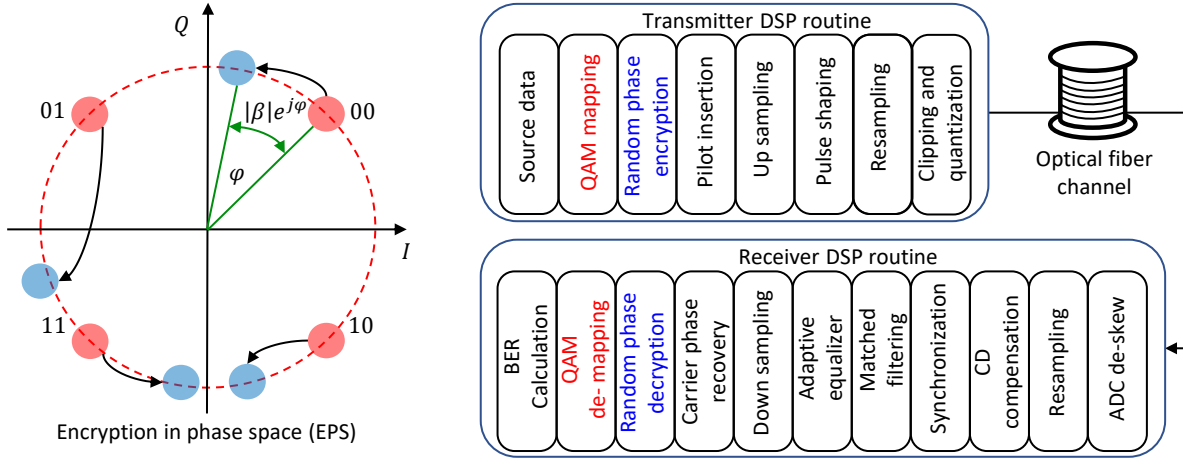 Q
01
00
|β|e^{jφ}
φ
I
11
10
Encryption in phase space (EPS)
Transmitter DSP routine
Source data
QAM mapping
Random phase
encryption
Pilot insertion
Up sampling
Pulse shaping
Resampling
Clipping and
quantization
Optical fiber
channel
Receiver DSP routine
BER
Calculation
QAM
de- mapping
Random phase
decryption
Carrier phase
recovery
Down sampling
Adaptive
equalizer
Matched
filtering
Synchronization
CD
compensation
Resampling
ADC de-skew